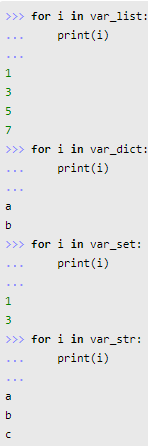 >>> for i in var_list:
...     print(i)
...
1
3
5
7
>>> for i in var_dict:
...     print(i)
...
a
b
>>> for i in var_set:
...     print(i)
...
1
3
>>> for i in var_str:
...     print(i)
...
a
b
c